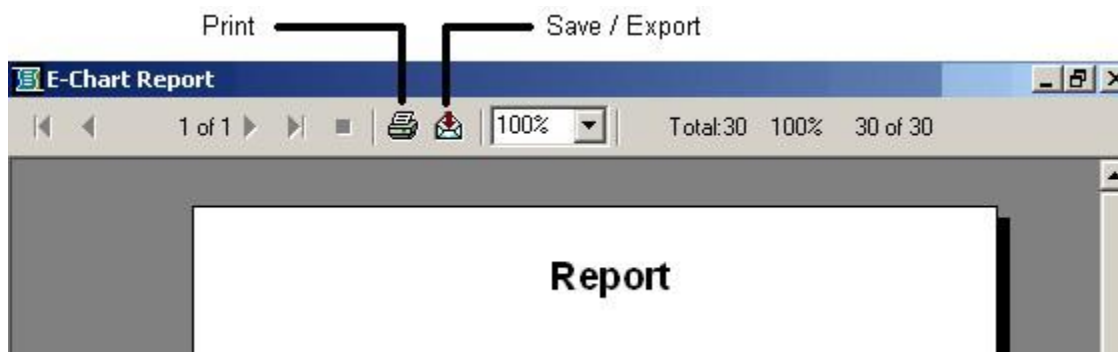 Print Save / Export
E-Chart Report
1 of 1 100% Total:30 100% 30 of 30
Report